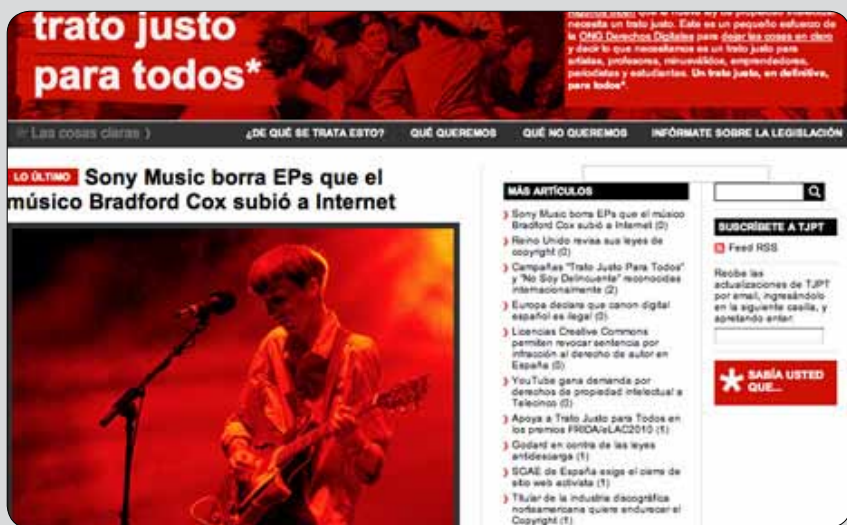 trato justo
para todos*
necesita un trato justo. Este es un pequeño esfuerzo de
la ONG Derechos Digitales para dejar las cosas en claro
y decir lo que necesitamos es un trato justo para
artistas, profesores, minusválidos, emprendedores,
periodistas y estudiantes. Un trato justo, en definitiva,
para todos*.
Las cosas claras )
¿DE QUÉ SE TRATA ESTO? QUÉ QUEREMOS QUÉ NO QUEREMOS INFÓRMATE SOBRE LA LEGISLACIÓN
LO ÚLTIMO Sony Music borra EPs que el
músico Bradford Cox subió a Internet
MÁS ARTÍCULOS
Sony Music borra EPs que el músico
Bradford Cox subió a Internet (0)
Reino Unido revisa sus leyes de
copyright (0)
Campañas "Trato Justo Para Todos"
y "No Soy Delincuente" reconocidas
internacionalmente (2)
Europa declara que canon digital
español es ilegal (0)
Licencias Creative Commons
permiten revocar sentencia por
infracción al derecho de autor en
España (0)
YouTube gana demanda por
derechos de propiedad intelectual a
Telecinco (0)
Apoya a Trato Justo para Todos en
los premios FRIDA/eLAC2010 (1)
Godard en contra de las leyes
antidescarga (1)
SGAE de España exige el cierre de
sitio web activista (1)
Titular de la industria discográfica
norteamericana quiere endurecer el
Copyright (1)
SUSCRÍBETE A TJPT
Feed RSS
Recibe las
actualizaciones de TJPT
por email, ingresándolo
en la siguiente casilla, y
apretando enter:
SABÍA USTED
QUE...